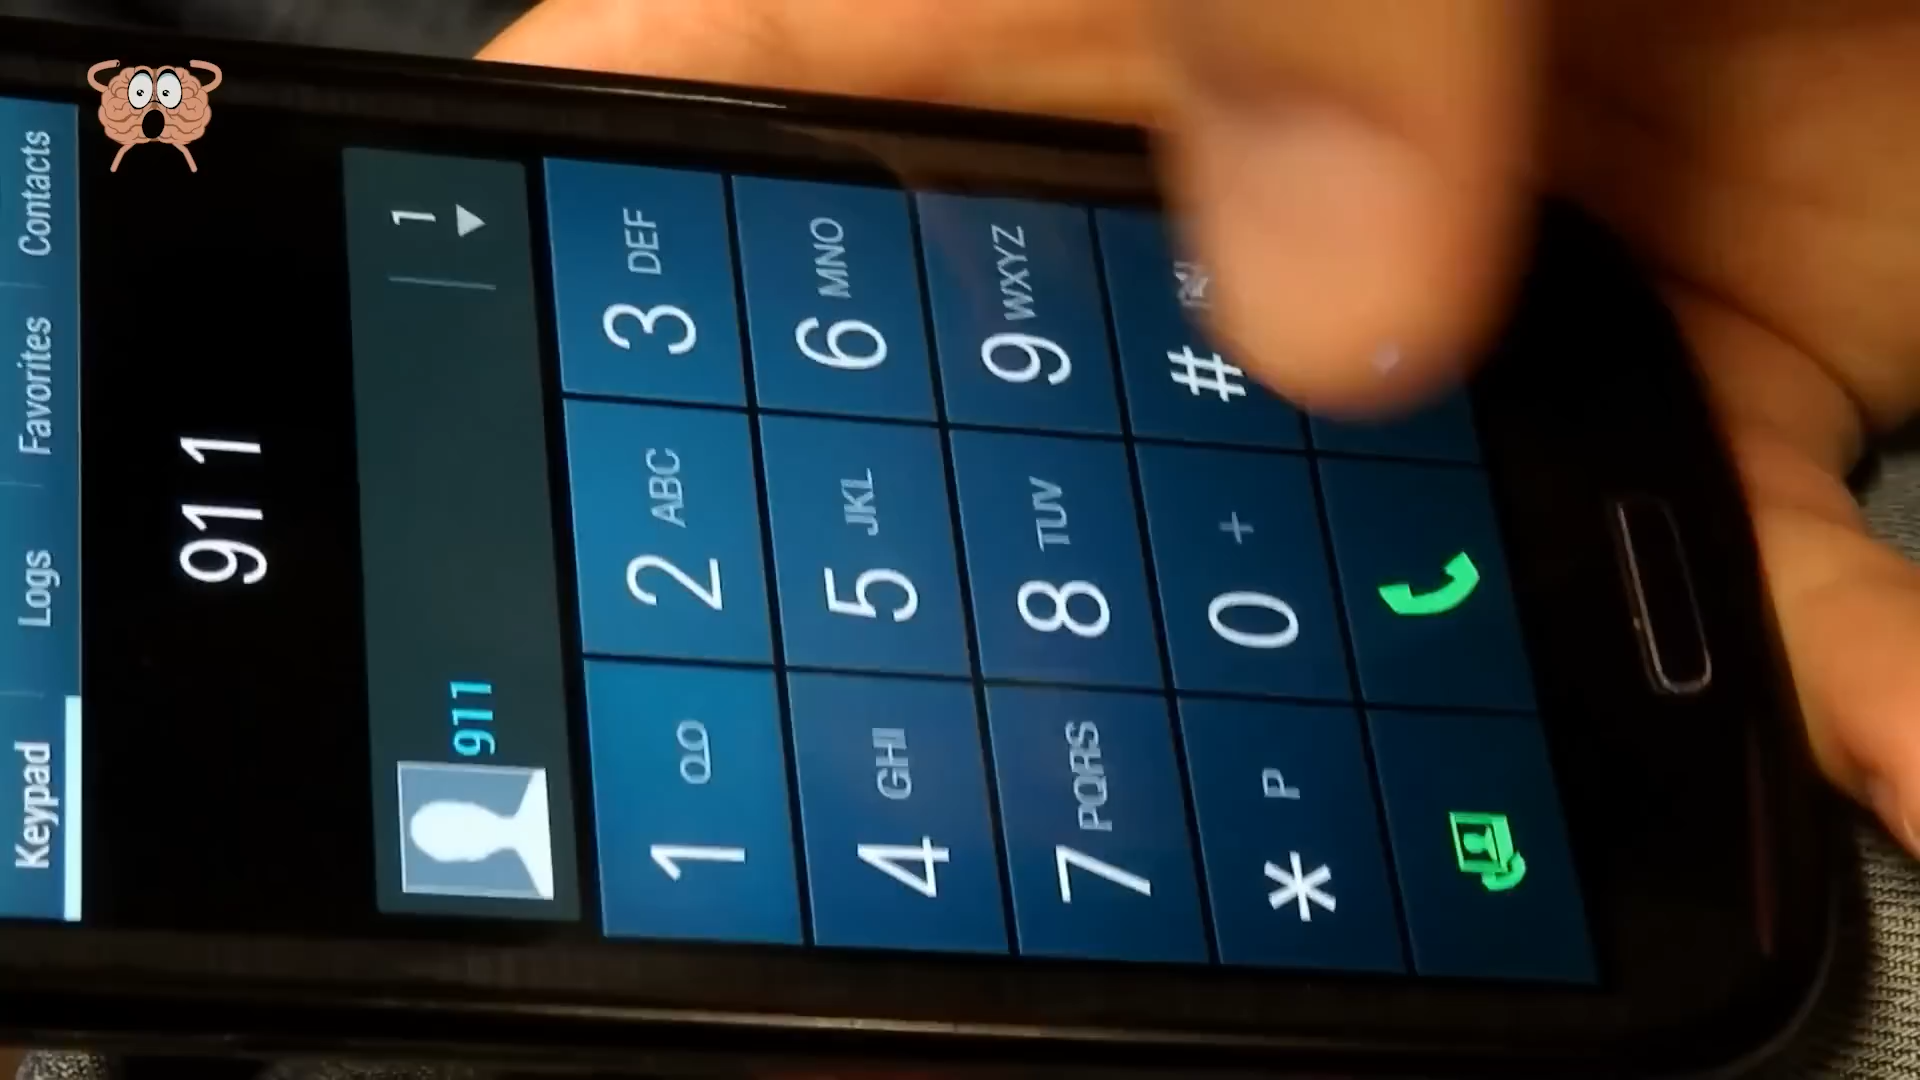 Keypad Logs Favorites Contacts
911
911 1
1 2 ABC 3 DEF
4 GHI 5 JKL 6 MNO
7 PQRS 8 TUV 9 WXYZ
* P 0 + #